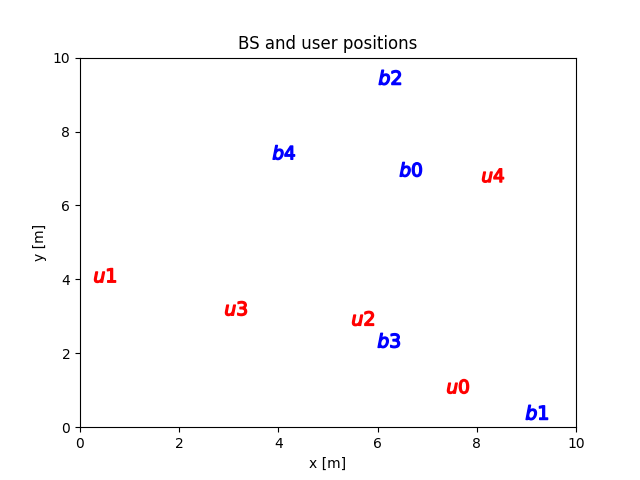 BS and user positions
10
8
6
4
2
0
y [m]
b2
b4
b0
u4
u1
u3
u2
b3
u0
b1
0 2 4 6 8 10
x [m]